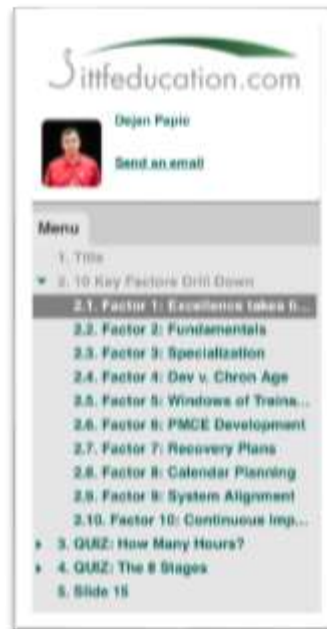 ittfeducation.com
Dejan Papic
Send an email
Menu
1. Title
2. 10 Key Factors Drill Down
2.1. Factor 1: Excellence takes ti...
2.2. Factor 2: Fundamentals
2.3. Factor 3: Specialization
2.4. Factor 4: Dev v. Chron Age
2.5. Factor 5: Windows of Traina...
2.6. Factor 6: PMCE Development
2.7. Factor 7: Recovery Plans
2.8. Factor 8: Calendar Planning
2.9. Factor 9: System Alignment
2.10. Factor 10: Continuous Imp...
3. QUIZ: How Many Hours?
4. QUIZ: The 8 Stages
5. Slide 15